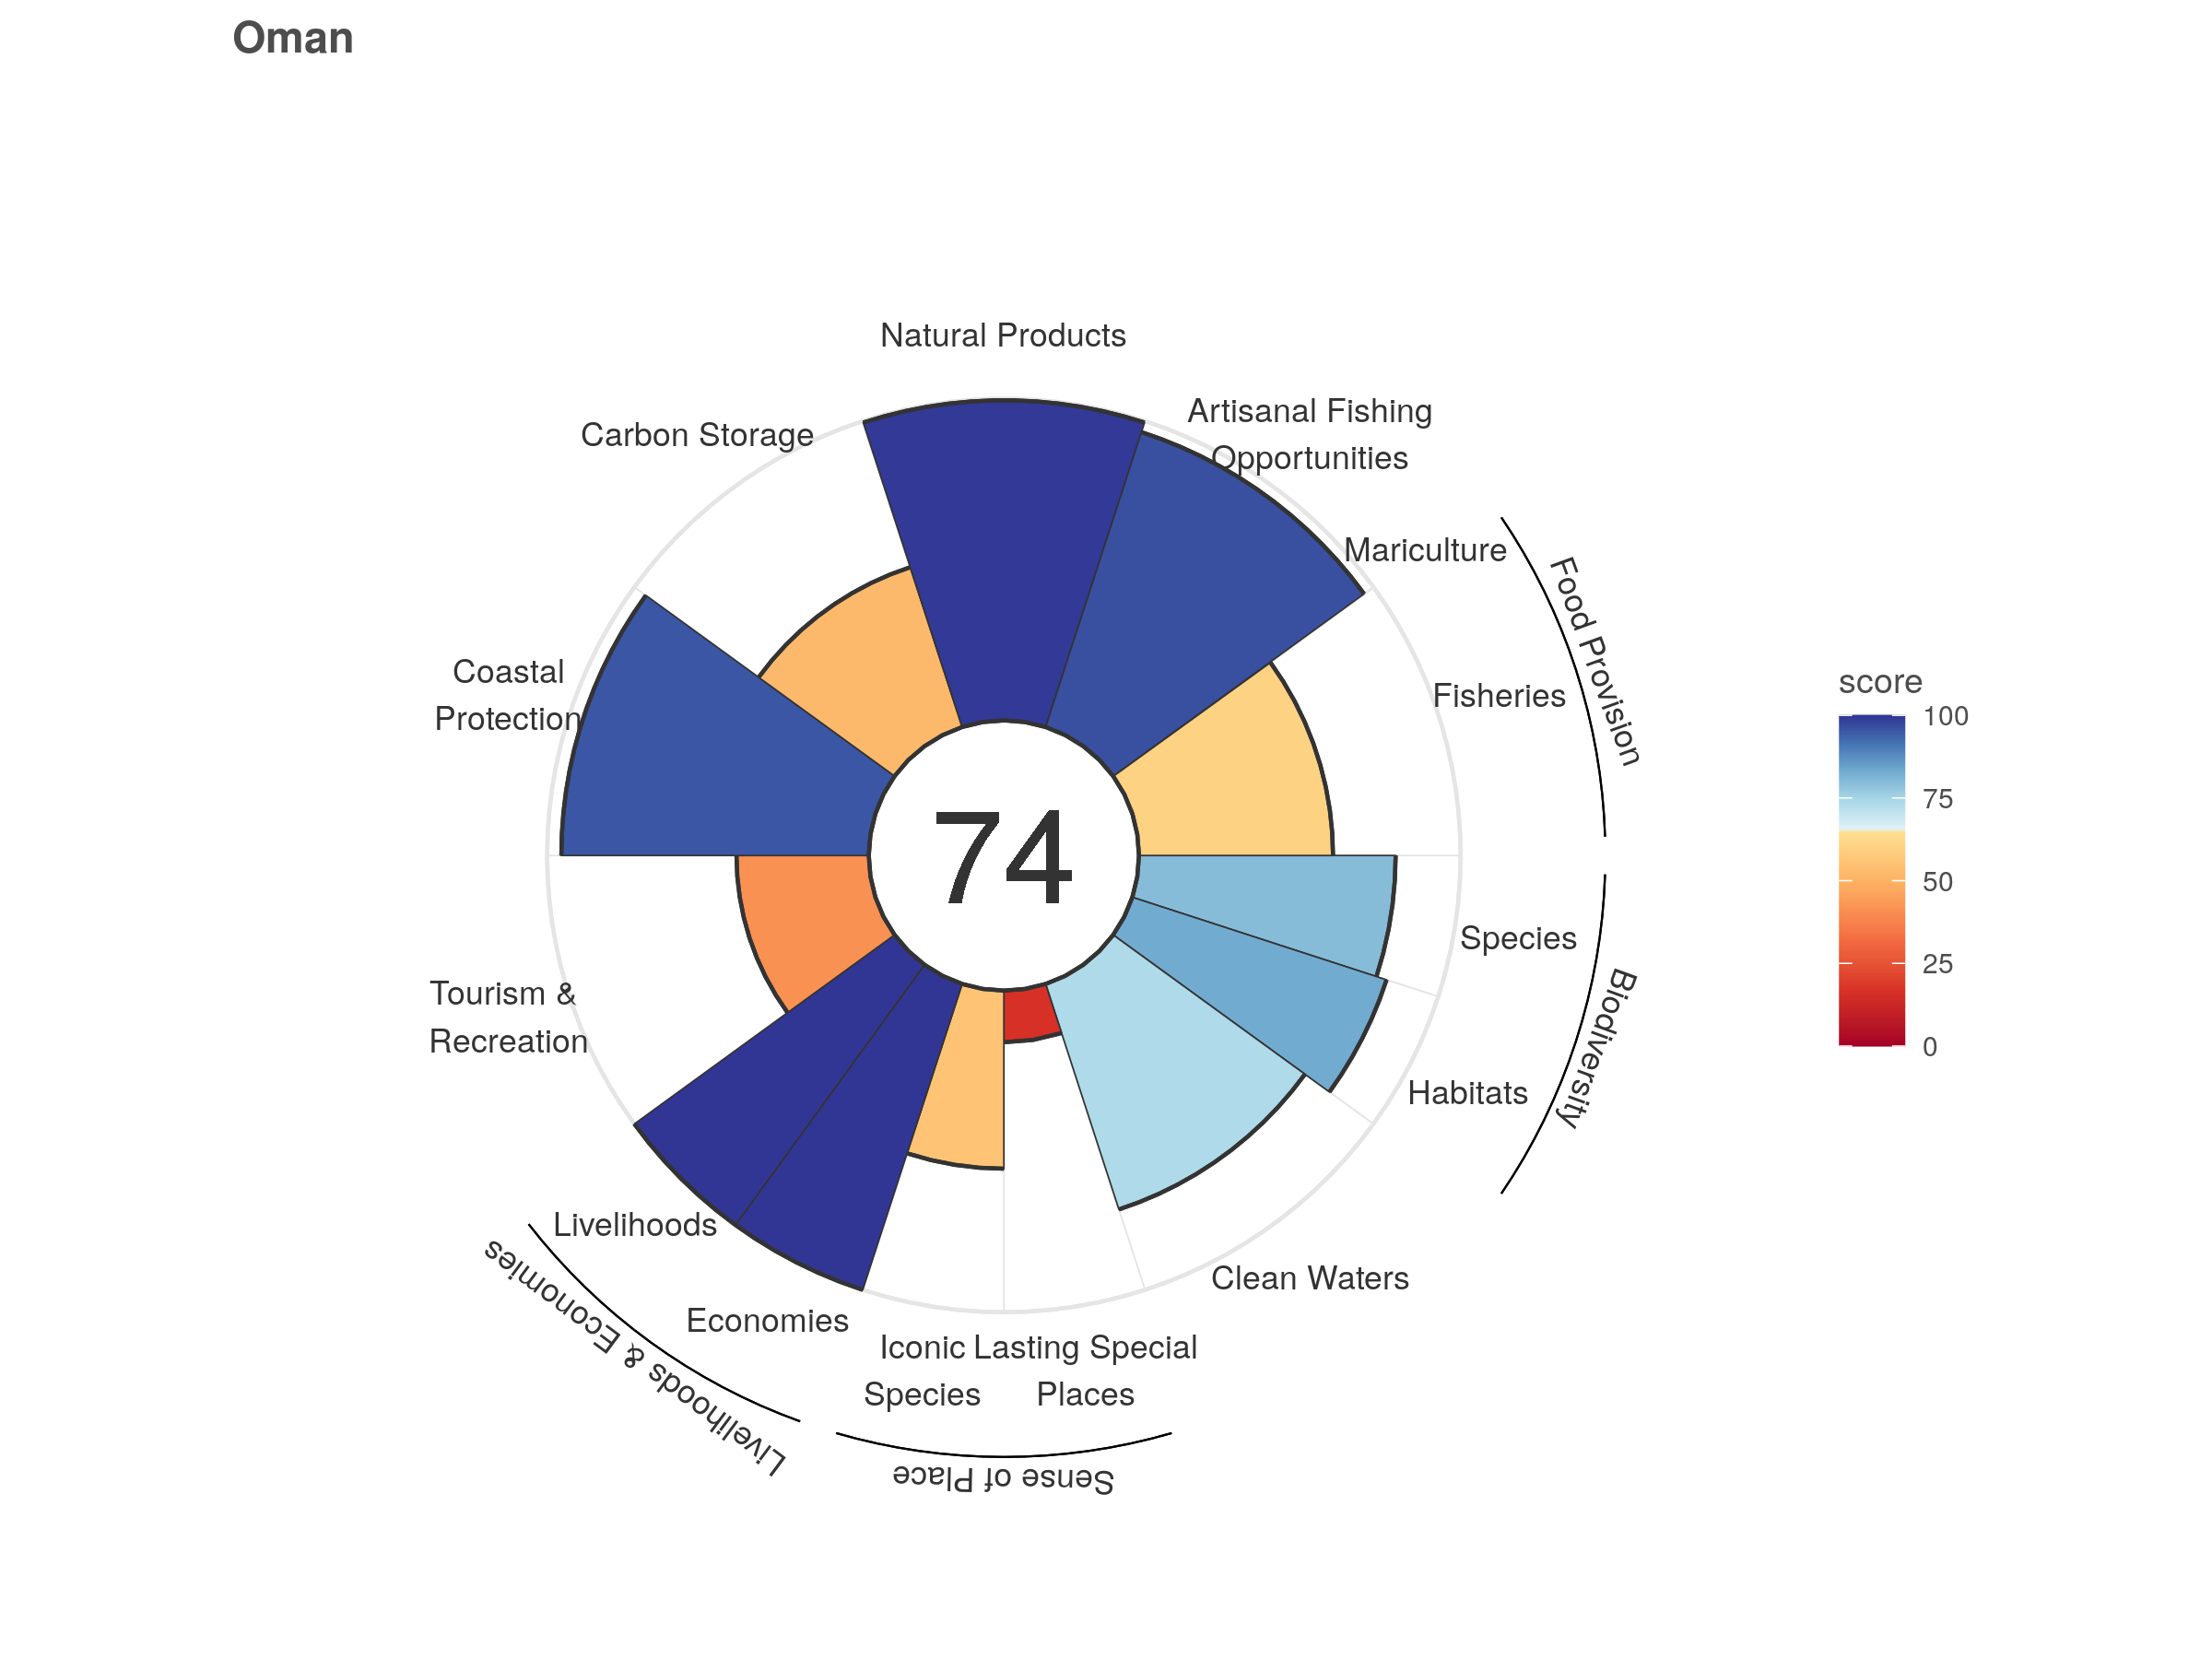 Oman
Natural Products
Artisanal Fishing
Opportunities
Carbon Storage
Mariculture
Food Provision
Fisheries
Coastal
Protection
score
100
75
50
25
0
74
Species
Biodiversity
Habitats
Tourism &
Recreation
Livelihoods
Livelihoods & Economies
Economies
Clean Waters
Iconic
Species
Lasting Special
Places
Sense of Place